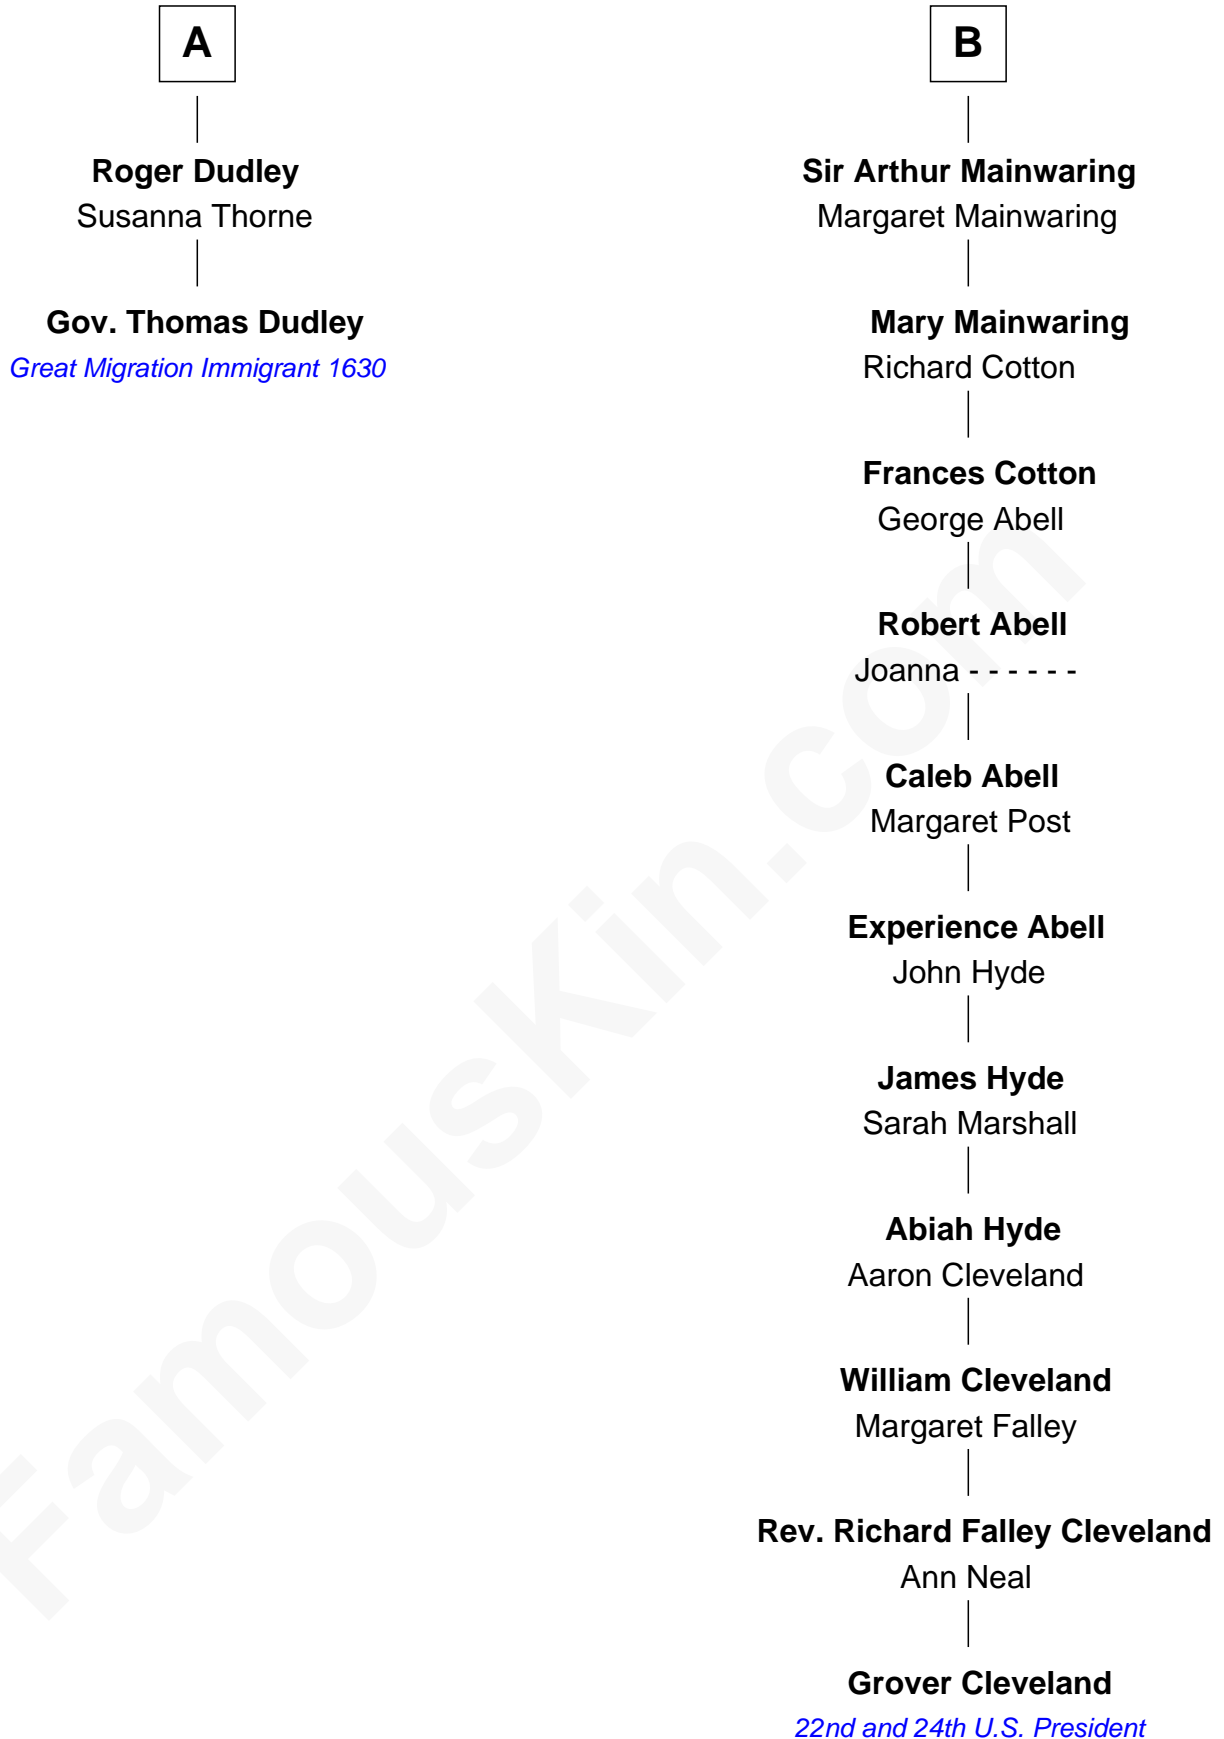 A
Roger Dudley
Susanna Thorne
Gov. Thomas Dudley
Great Migration Immigrant 1630
B
Sir Arthur Mainwaring
Margaret Mainwaring
Mary Mainwaring
Richard Cotton
Frances Cotton
George Abell
Robert Abell
Joanna - - - - - -
Caleb Abell
Margaret Post
Experience Abell
John Hyde
James Hyde
Sarah Marshall
Abiah Hyde
Aaron Cleveland
William Cleveland
Margaret Falley
Rev. Richard Falley Cleveland
Ann Neal
Grover Cleveland
22nd and 24th U.S. President
FamousKin.com